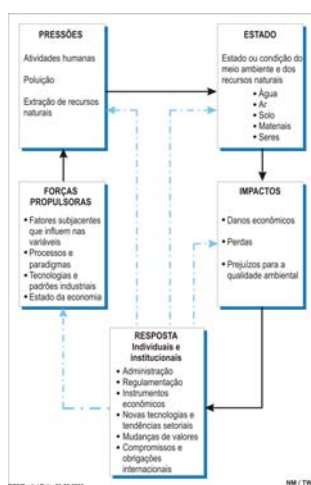 PRESSÕES
Atividades humanas
Poluição
Extração de recursos
naturais
ESTADO
Estado ou condição do
meio ambiente e dos
recursos naturais
• Água
• Ar
• Solo
• Materiais
• Seres
FORÇAS
PROPULSORAS
• Fatores subjacentes
que influem nas
variáveis
• Processos e
paradigmas
• Tecnologias e
padrões industriais
• Estado da economia
IMPACTOS
• Danos econômicos
• Perdas
• Prejuízos para a
qualidade ambiental
RESPOSTA
Individuais e
institucionais
• Administração
• Regulamentação
• Instrumentos
econômicos
• Novas tecnologias e
tendências setoriais
• Mudanças de valores
• Compromissos e
obrigações
internacionais
NM / TW